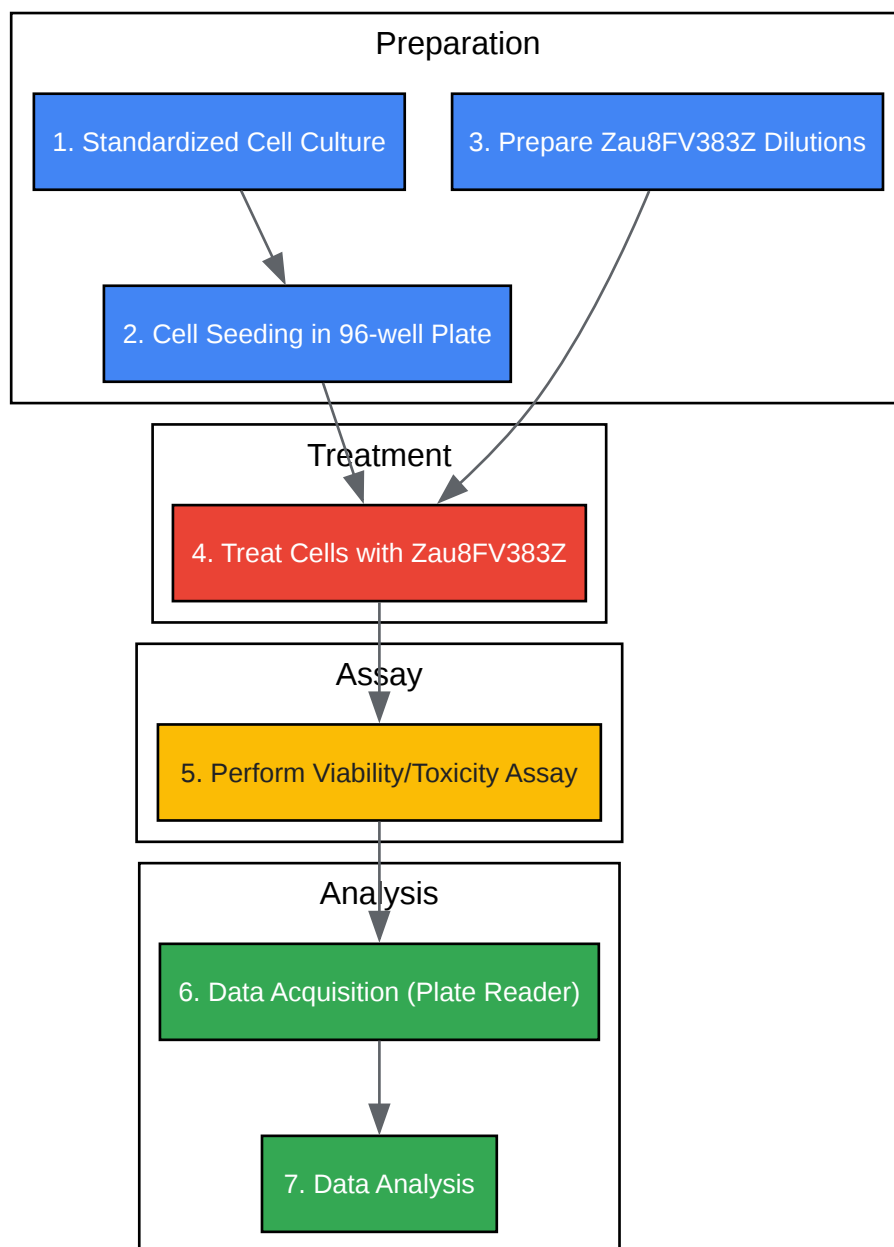 Preparation
1. Standardized Cell Culture
3. Prepare Zau8FV383Z Dilutions
2. Cell Seeding in 96-well Plate
Treatment
4. Treat Cells with Zau8FV383Z
Assay
5. Perform Viability/Toxicity Assay
Analysis
6. Data Acquisition (Plate Reader)
7. Data Analysis